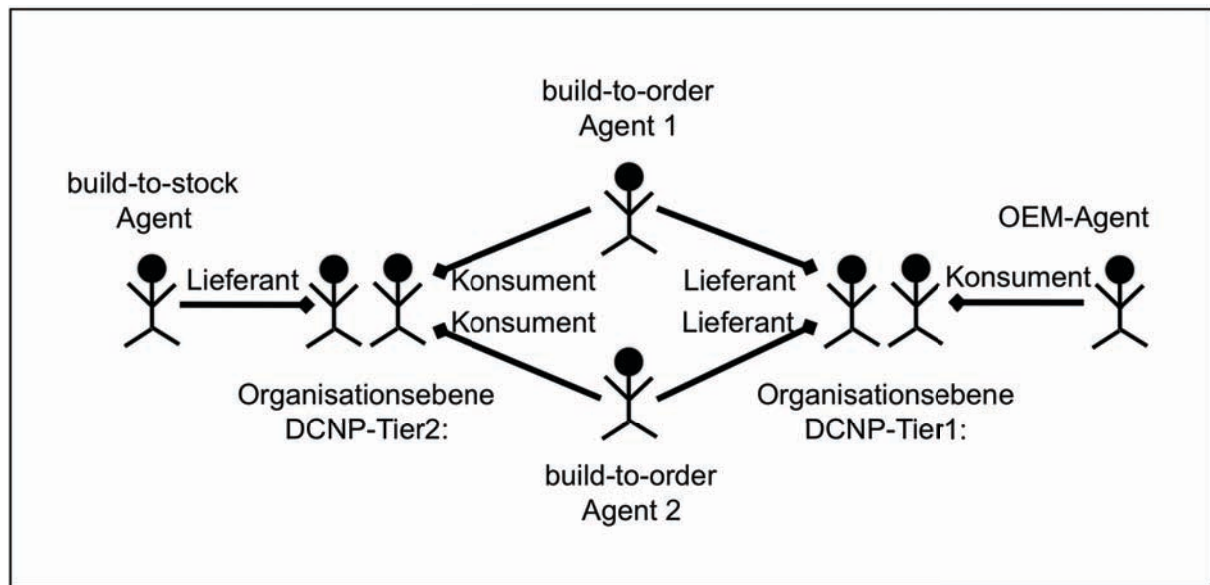 build-to-order
Agent 1
build-to-stock
Agent
OEM-Agent
Lieferant
Konsument
Lieferant
Konsument
Konsument
Lieferant
Organisationsebene
DCNP-Tier2:
Organisationsebene
DCNP-Tier1:
build-to-order
Agent 2